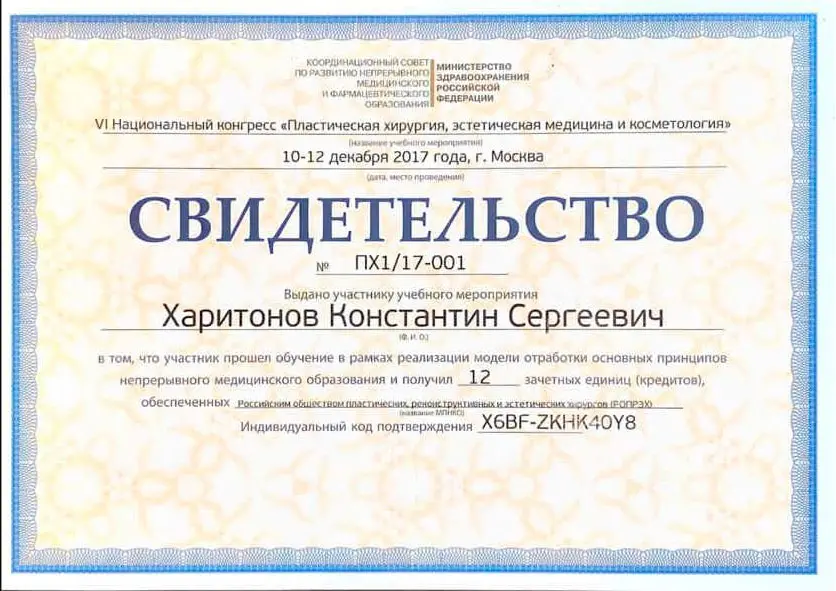 КООРДИНАЦИОННЫЙ СОВЕТ
ПО РАЗВИТИЮ НЕПРЕРЫВНОГО
МЕДИЦИНСКОГО
И ФАРМАЦЕВТИЧЕСКОГО
ОБРАЗОВАНИЯ
МИНИСТЕРСТВО
ЗДРАВООХРАНЕНИЯ
РОССИЙСКОЙ
ФЕДЕРАЦИИ
VI Национальный конгресс «Пластическая хирургия, эстетическая медицина и косметология»
(название учебного мероприятия)
10-12 декабря 2017 года, г. Москва
(дата, место проведения)
СВИДЕТЕЛЬСТВО
№ ПХ1/17-001
Выдано участнику учебного мероприятия
Харитонов Константин Сергеевич
(Ф. И. О.)
в том, что участник прошел обучение в рамках реализации модели отработки основных принципов
непрерывного медицинского образования и получил 12 зачетных единиц (кредитов),
обеспеченных Российским обществом пластических, реконструктивных и эстетических хирургов (РОПРЭХ)
(название МПНКО)
Индивидуальный код подтверждения X6BF-ZKHK40Y8